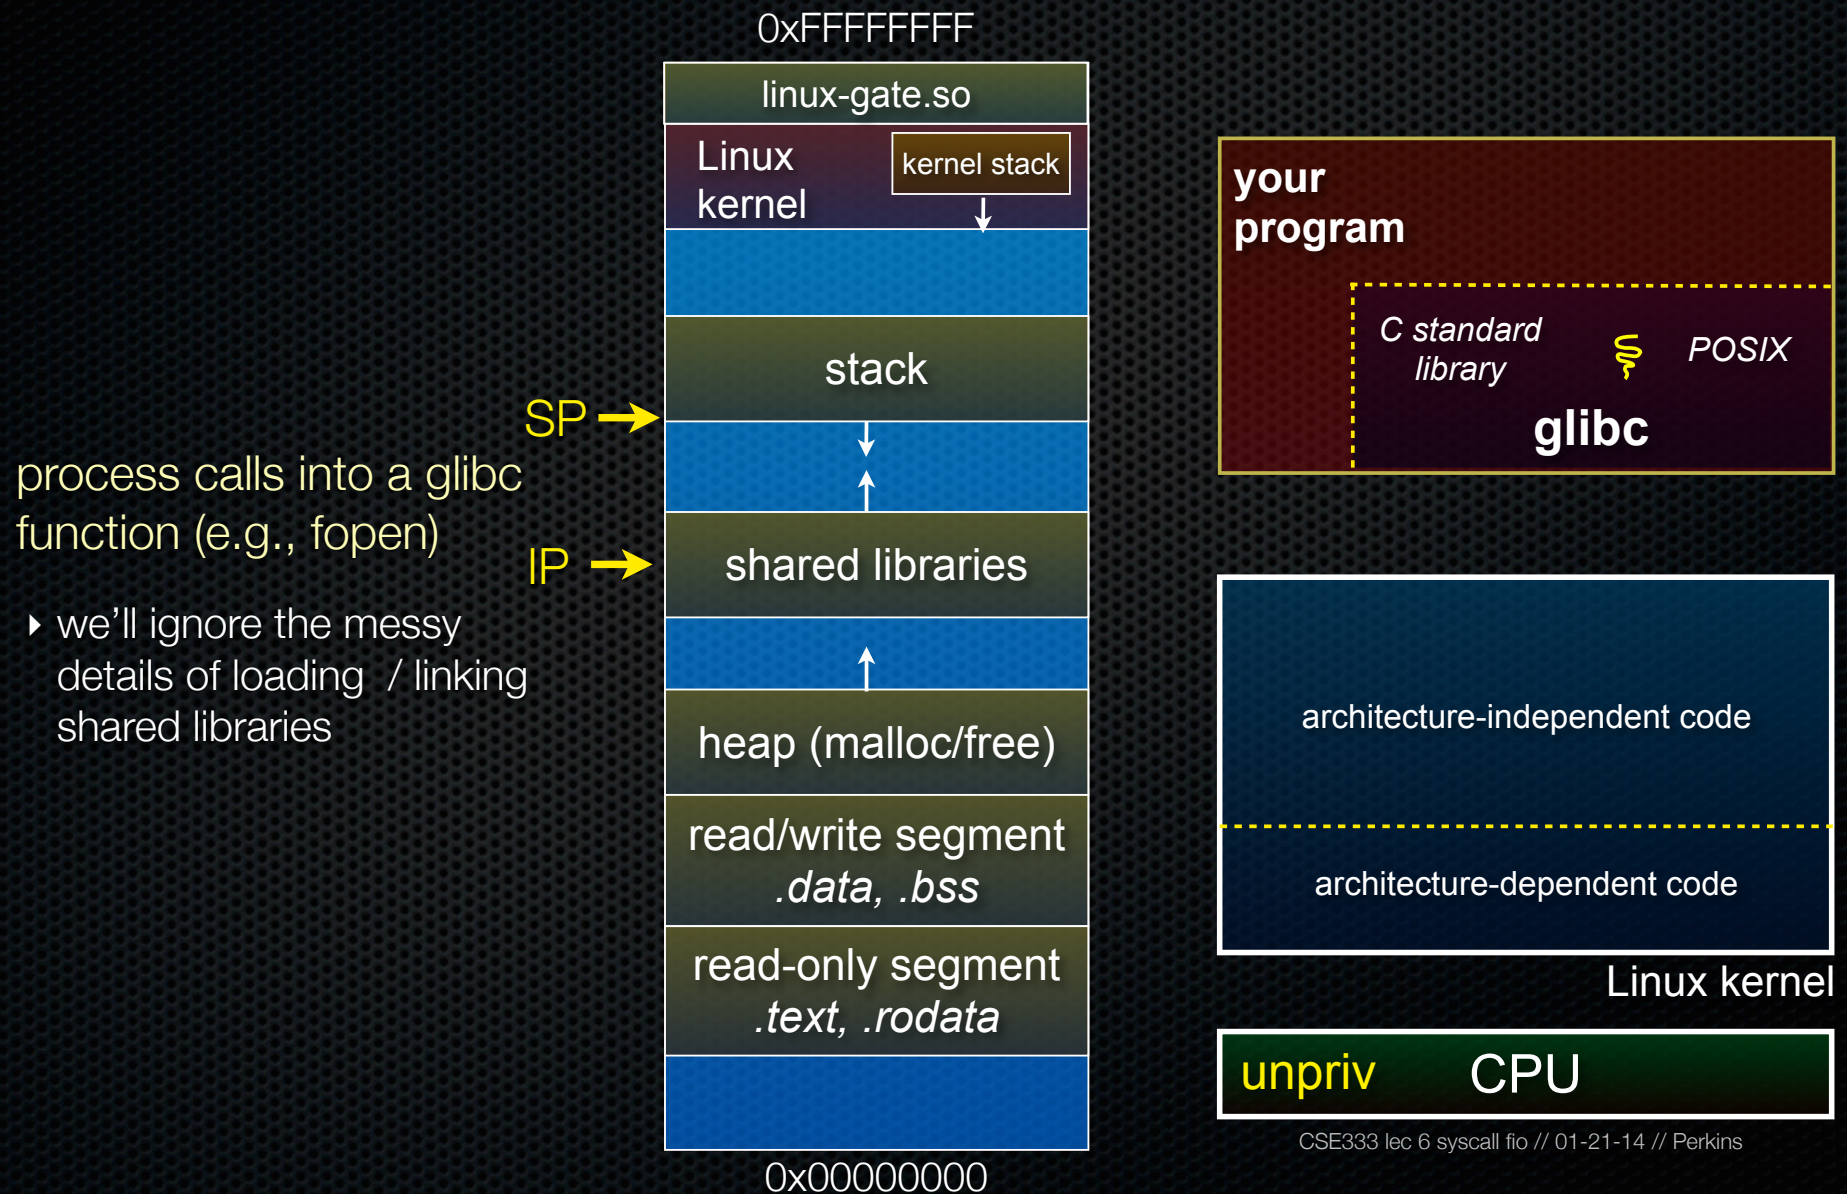 0xFFFFFFFF
linux-gate.so
Linux
kernel
kernel stack
stack
SP
process calls into a glibc
function (e.g., fopen)
IP
shared libraries
▸ we'll ignore the messy
details of loading / linking
shared libraries
heap (malloc/free)
read/write segment
.data, .bss
read-only segment
.text, .rodata
0x00000000
your
program
C standard
library
POSIX
glibc
architecture-independent code
architecture-dependent code
Linux kernel
unpriv CPU
CSE333 lec 6 syscall fio // 01-21-14 // Perkins